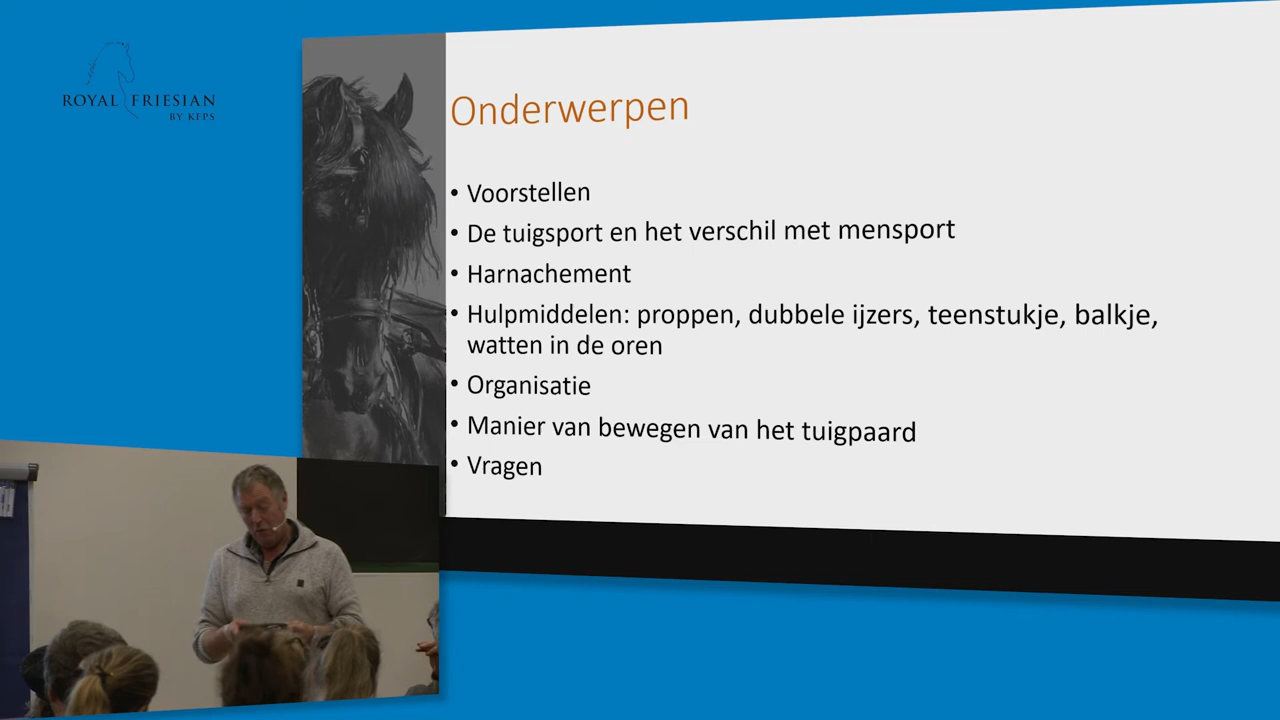 ROYAL FRIESIAN
BY KFPS
Onderwerpen
• Voorstellen
• De tuigsport en het verschil met mensport
• Harnachement
• Hulpmiddelen: proppen, dubbele ijzers, teenstukje, balkje,
watten in de oren
• Organisatie
• Manier van bewegen van het tuigpaard
• Vragen